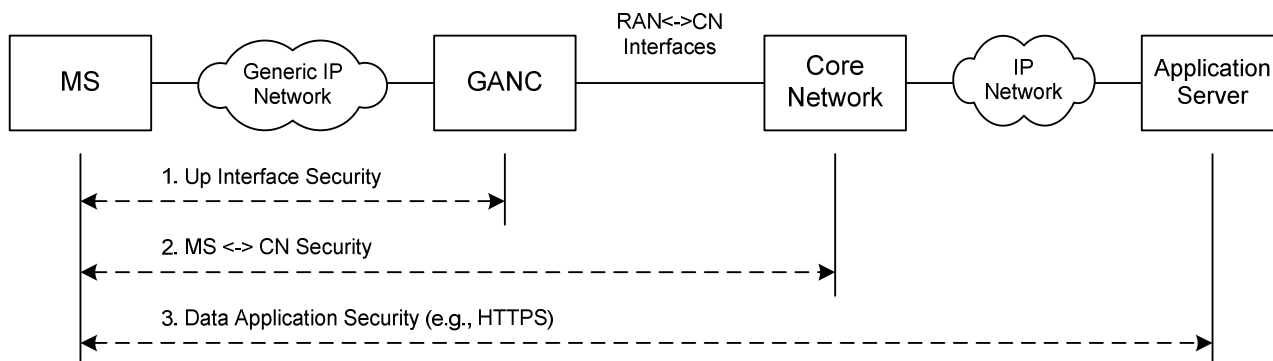 RAN<->CN
Interfaces
MS
Generic IP
Network
GANC
Core
Network
IP
Network
Application
Server
1. Up Interface Security
2. MS <-> CN Security
3. Data Application Security (e.g., HTTPS)